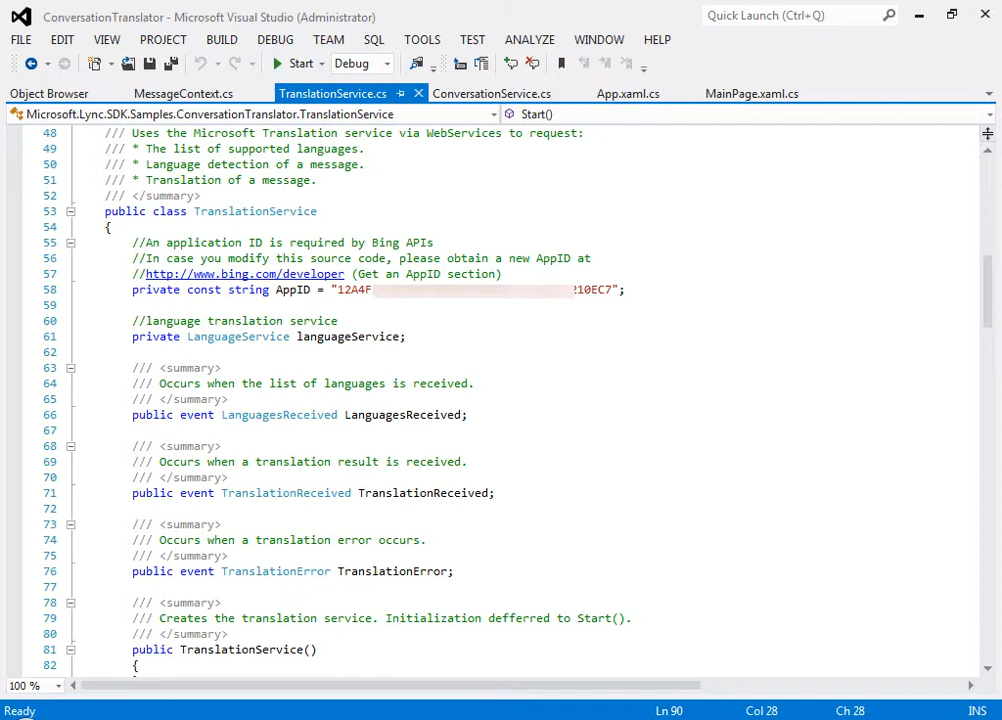 ConversationTranslator - Microsoft Visual Studio (Administrator)
Quick Launch (Ctrl+Q)
FILE EDIT VIEW PROJECT BUILD DEBUG TEAM SQL TOOLS TEST ANALYZE WINDOW HELP
Start Debug
Object Browser MessageContext.cs TranslationService.cs ConversationService.cs App.xaml.cs MainPage.xaml.cs
Microsoft.Lync.SDK.Samples.ConversationTranslator.TranslationService Start()
48 /// Uses the Microsoft Translation service via WebServices to request:
49 /// * The list of supported languages.
50 /// * Language detection of a message.
51 /// * Translation of a message.
52 /// </summary>
53 public class TranslationService
54 {
55 //An application ID is required by Bing APIs
56 //In case you modify this source code, please obtain a new AppID at
57 //http://www.bing.com/developer (Get an AppID section)
58 private const string AppID = "12A4F 210EC7";
59
60 //language translation service
61 private LanguageService languageService;
62
63 /// <summary>
64 /// Occurs when the list of languages is received.
65 /// </summary>
66 public event LanguagesReceived LanguagesReceived;
67
68 /// <summary>
69 /// Occurs when a translation result is received.
70 /// </summary>
71 public event TranslationReceived TranslationReceived;
72
73 /// <summary>
74 /// Occurs when a translation error occurs.
75 /// </summary>
76 public event TranslationError TranslationError;
77
78 /// <summary>
79 /// Creates the translation service. Initialization defferred to Start().
80 /// </summary>
81 public TranslationService()
82 {
100 %
Ready Ln 90 Col 28 Ch 28 INS